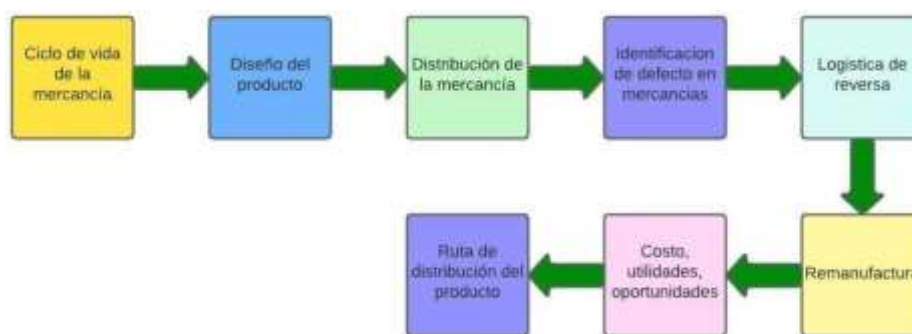 Ciclo de vida
de la
mercancía
Diseño del
producto
Distribución de
la mercancía
Identificacion
de defecto en
mercancias
Logistica de
reversa
Ruta de
distribución del
producto
Costo,
utilidades,
oportunidades
Remanufactura